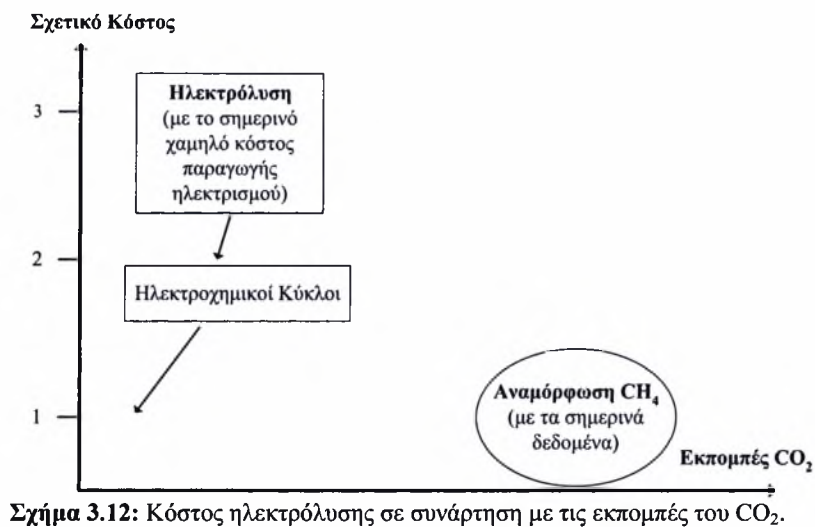 Σχετικό Κόστος
3
Ηλεκτρόλυση
(με το σημερινό
χαμηλό κόστος
παραγωγής
ηλεκτρισμού)
2
Ηλεκτροχημικοί Κύκλοι
1
Αναμόρφωση CH₄
(με τα σημερινά
δεδομένα)
Εκπομπές CO₂
Σχήμα 3.12: Κόστος ηλεκτρόλυσης σε συνάρτηση με τις εκπομπές του CO₂.